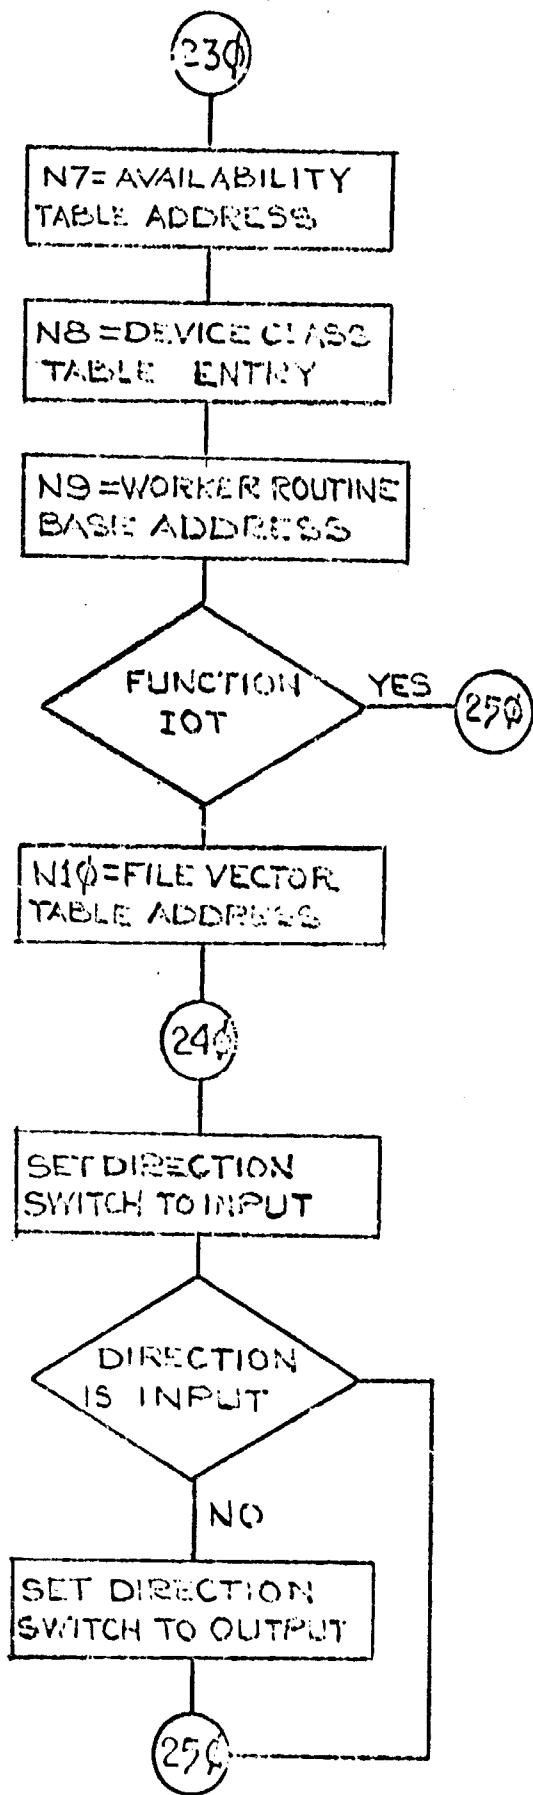 23φ
N7=AVAILABILITY
TABLE ADDRESS
N8=DEVICE CLASS
TABLE ENTRY
N9=WORKER ROUTINE
BASE ADDRESS
FUNCTION
IOT
YES
25φ
N1φ=FILE VECTOR
TABLE ADDRESS
24φ
SET DIRECTION
SWITCH TO INPUT
DIRECTION
IS INPUT
NO
SET DIRECTION
SWITCH TO OUTPUT
25φ